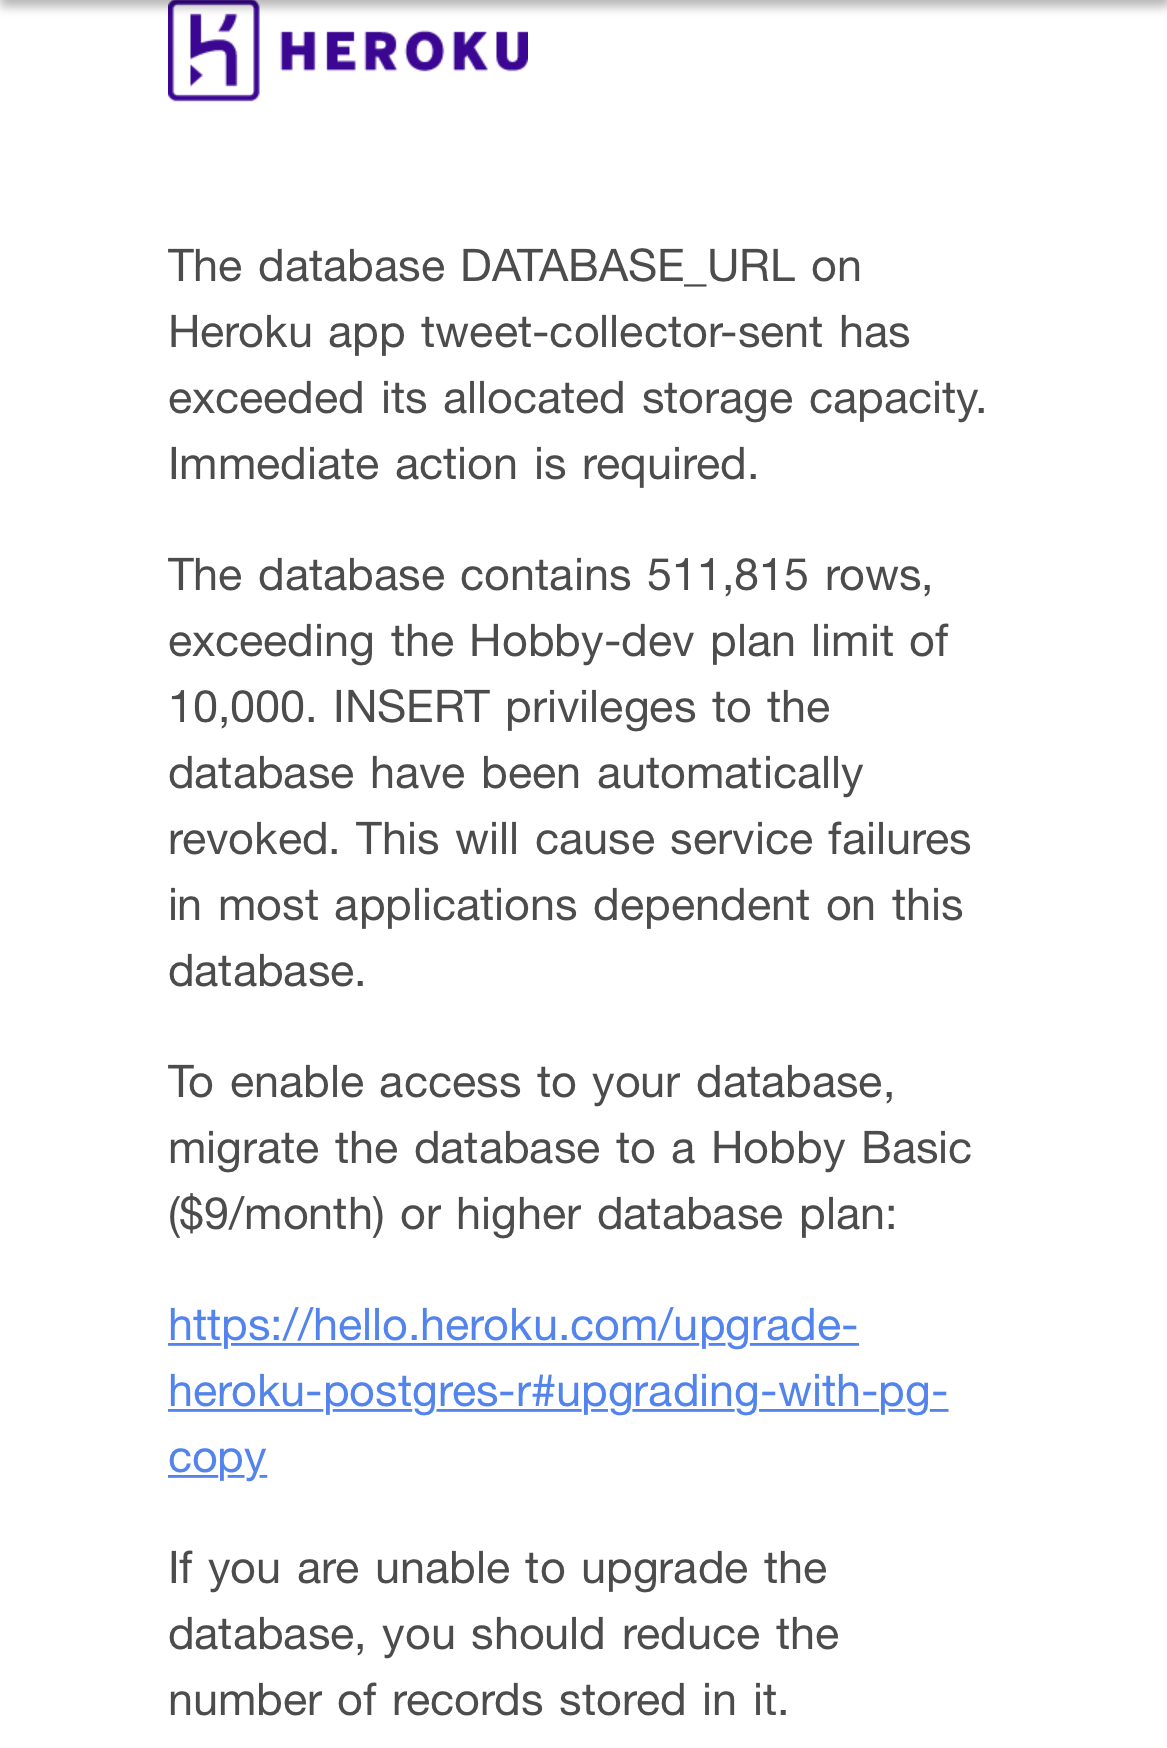 HEROKU
The database DATABASE_URL on
Heroku app tweet-collector-sent has
exceeded its allocated storage capacity.
Immediate action is required.
The database contains 511,815 rows,
exceeding the Hobby-dev plan limit of
10,000. INSERT privileges to the
database have been automatically
revoked. This will cause service failures
in most applications dependent on this
database.
To enable access to your database,
migrate the database to a Hobby Basic
($9/month) or higher database plan:
https://hello.heroku.com/upgrade-
heroku-postgres-r#upgrading-with-pg-
copy
If you are unable to upgrade the
database, you should reduce the
number of records stored in it.